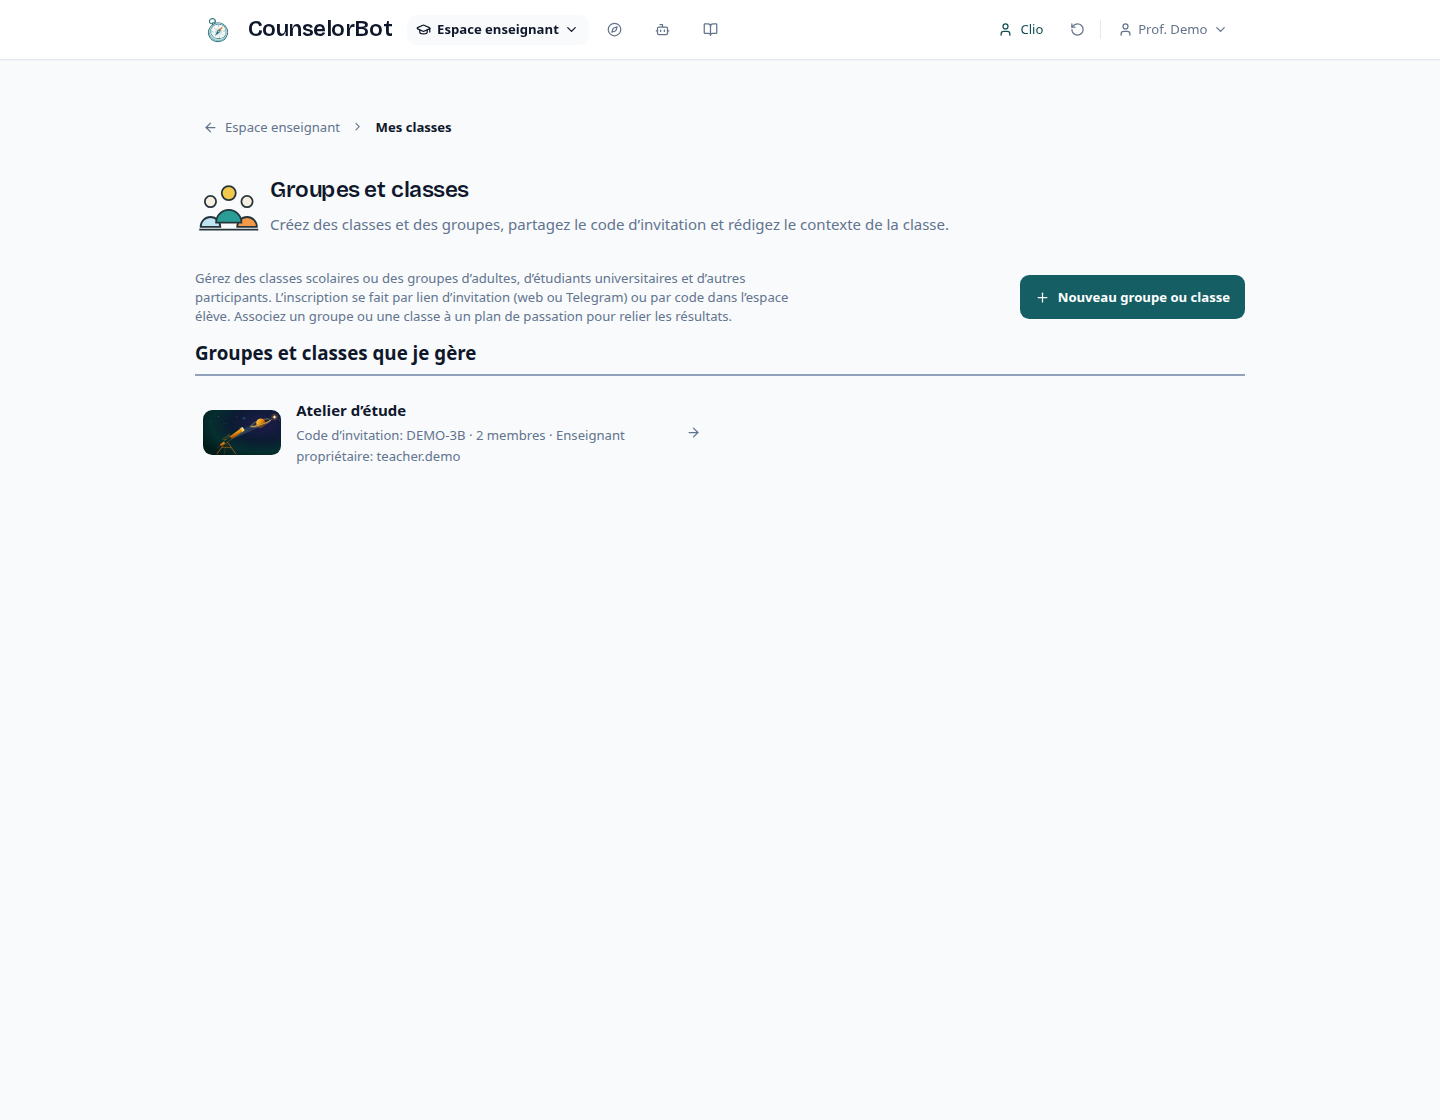 CounselorBot
Espace enseignant
Clio
Prof. Demo
Espace enseignant
Mes classes
Groupes et classes
Créez des classes et des groupes, partagez le code d’invitation et rédigez le contexte de la classe.
Gérez des classes scolaires ou des groupes d’adultes, d’étudiants universitaires et d’autres
participants. L’inscription se fait par lien d’invitation (web ou Telegram) ou par code dans l’espace
élève. Associez un groupe ou une classe à un plan de passation pour relier les résultats.
Nouveau groupe ou classe
Groupes et classes que je gère
Atelier d’étude
Code d’invitation: DEMO-3B · 2 membres · Enseignant
propriétaire: teacher.demo